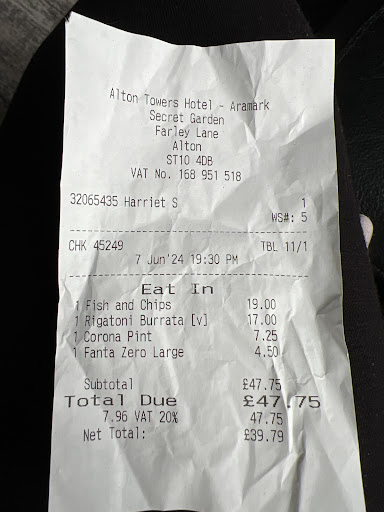 Alton Towers Hotel - Aramark
Secret Garden
Farley Lane
Alton
ST10 4DB
VAT No. 168 951 518
32065435 Harriet S 1
WS#: 5
CHK 45249 TBL 11/1
7 Jun'24 19:30 PM
Eat In
1 Fish and Chips 19.00
1 Rigatoni Burrata [v] 17.00
1 Corona Pint 7.25
1 Fanta Zero Large 4.50
Subtotal £47.75
Total Due £47.75
7.96 VAT 20% 47.75
Net Total: £39.79